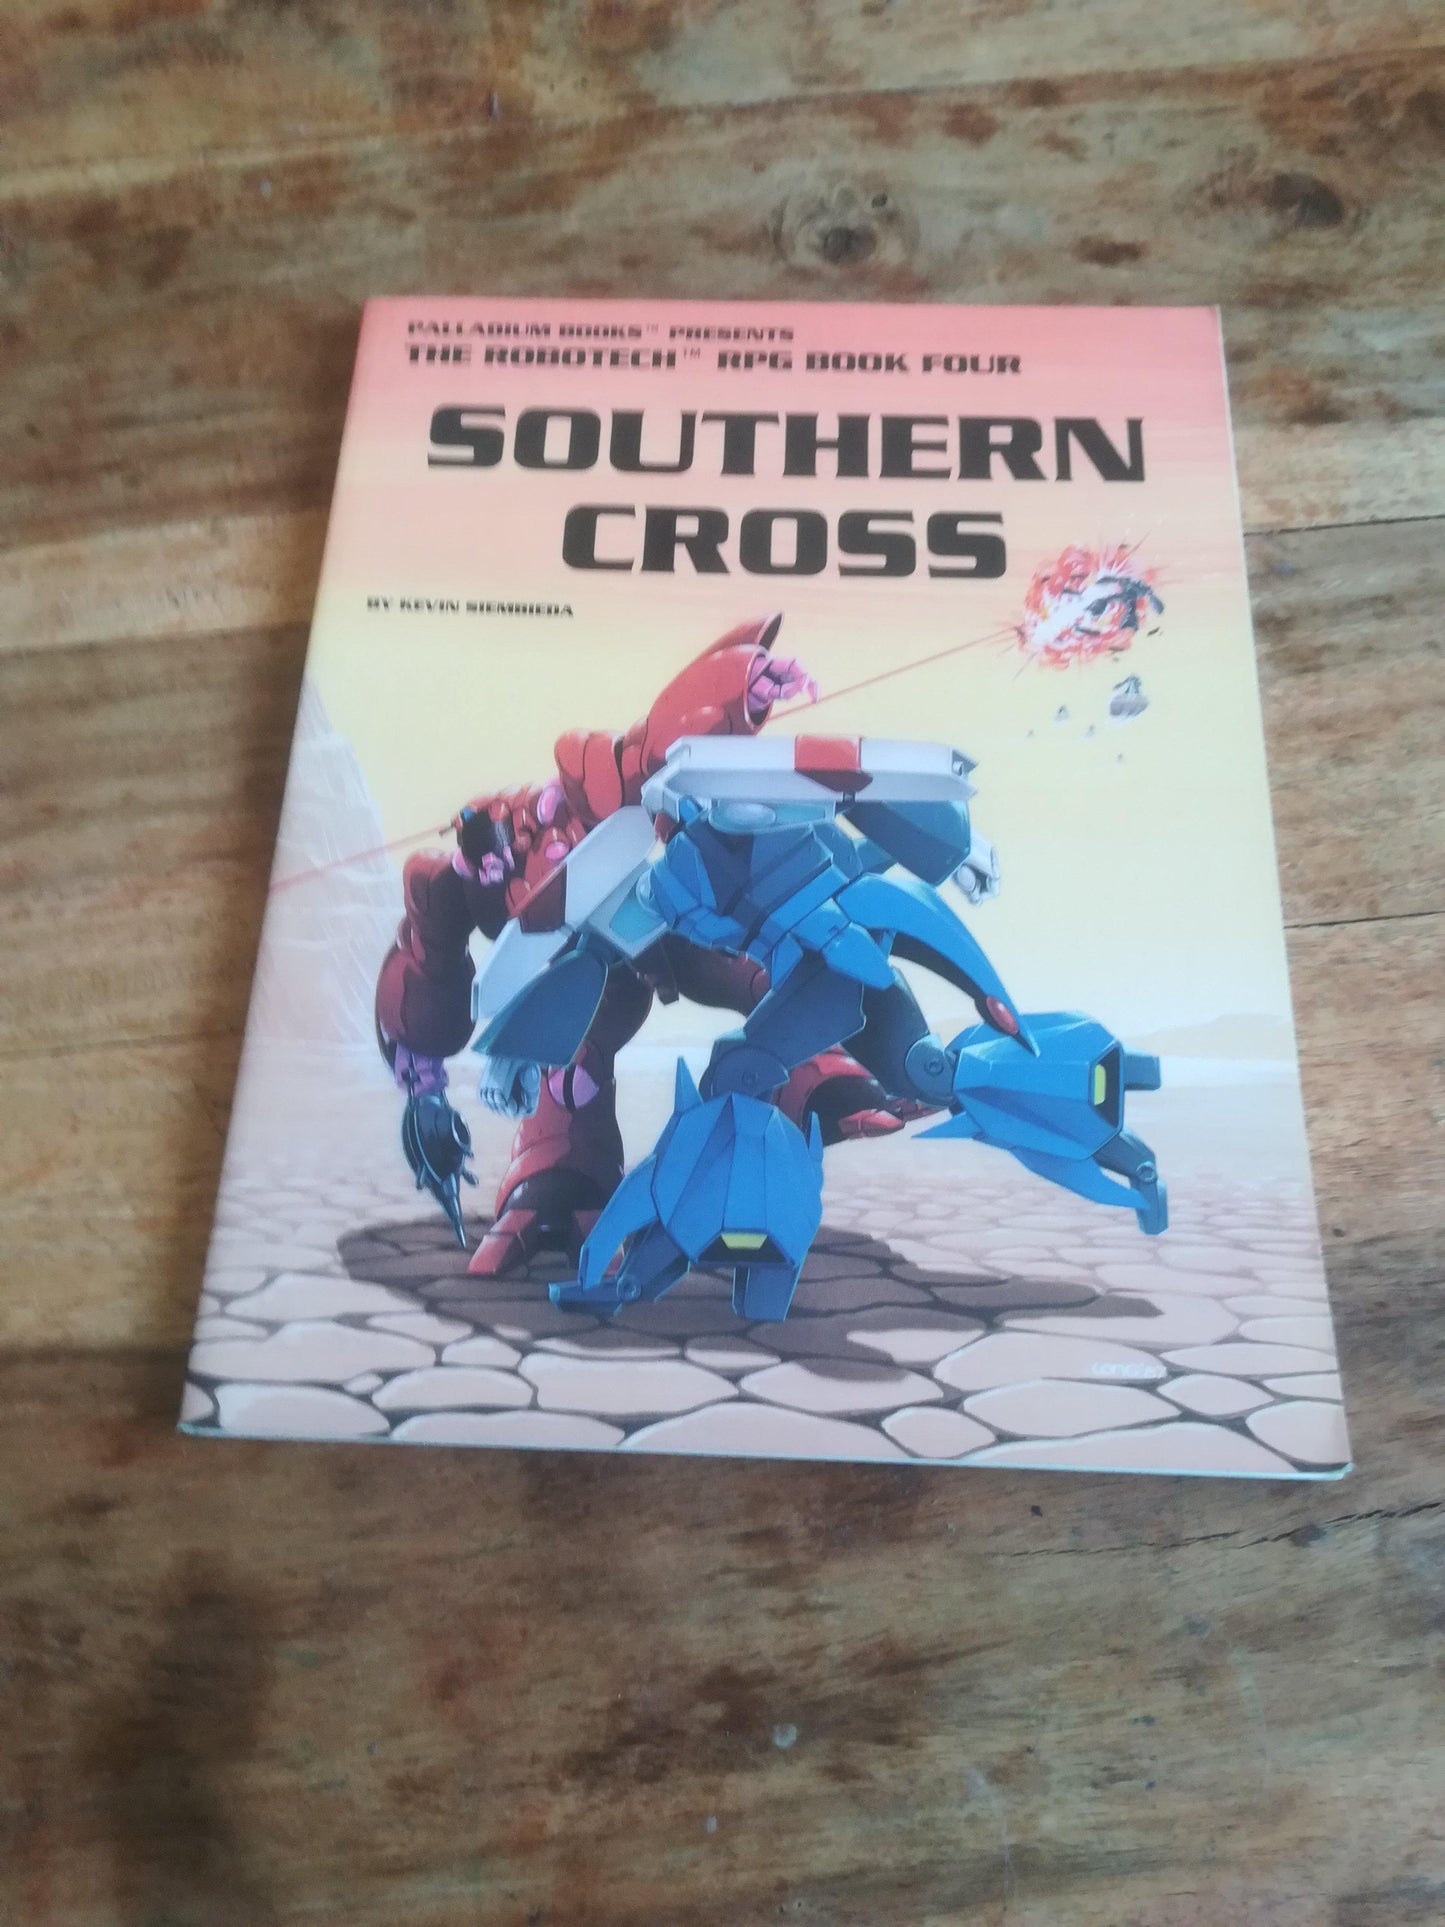 PALLADIUM BOOKS™ PRESENTS
THE ROBOTECH™ RPG BOOK FOUR
SOUTHERN
CROSS
BY KEVIN SIEMBIEDA